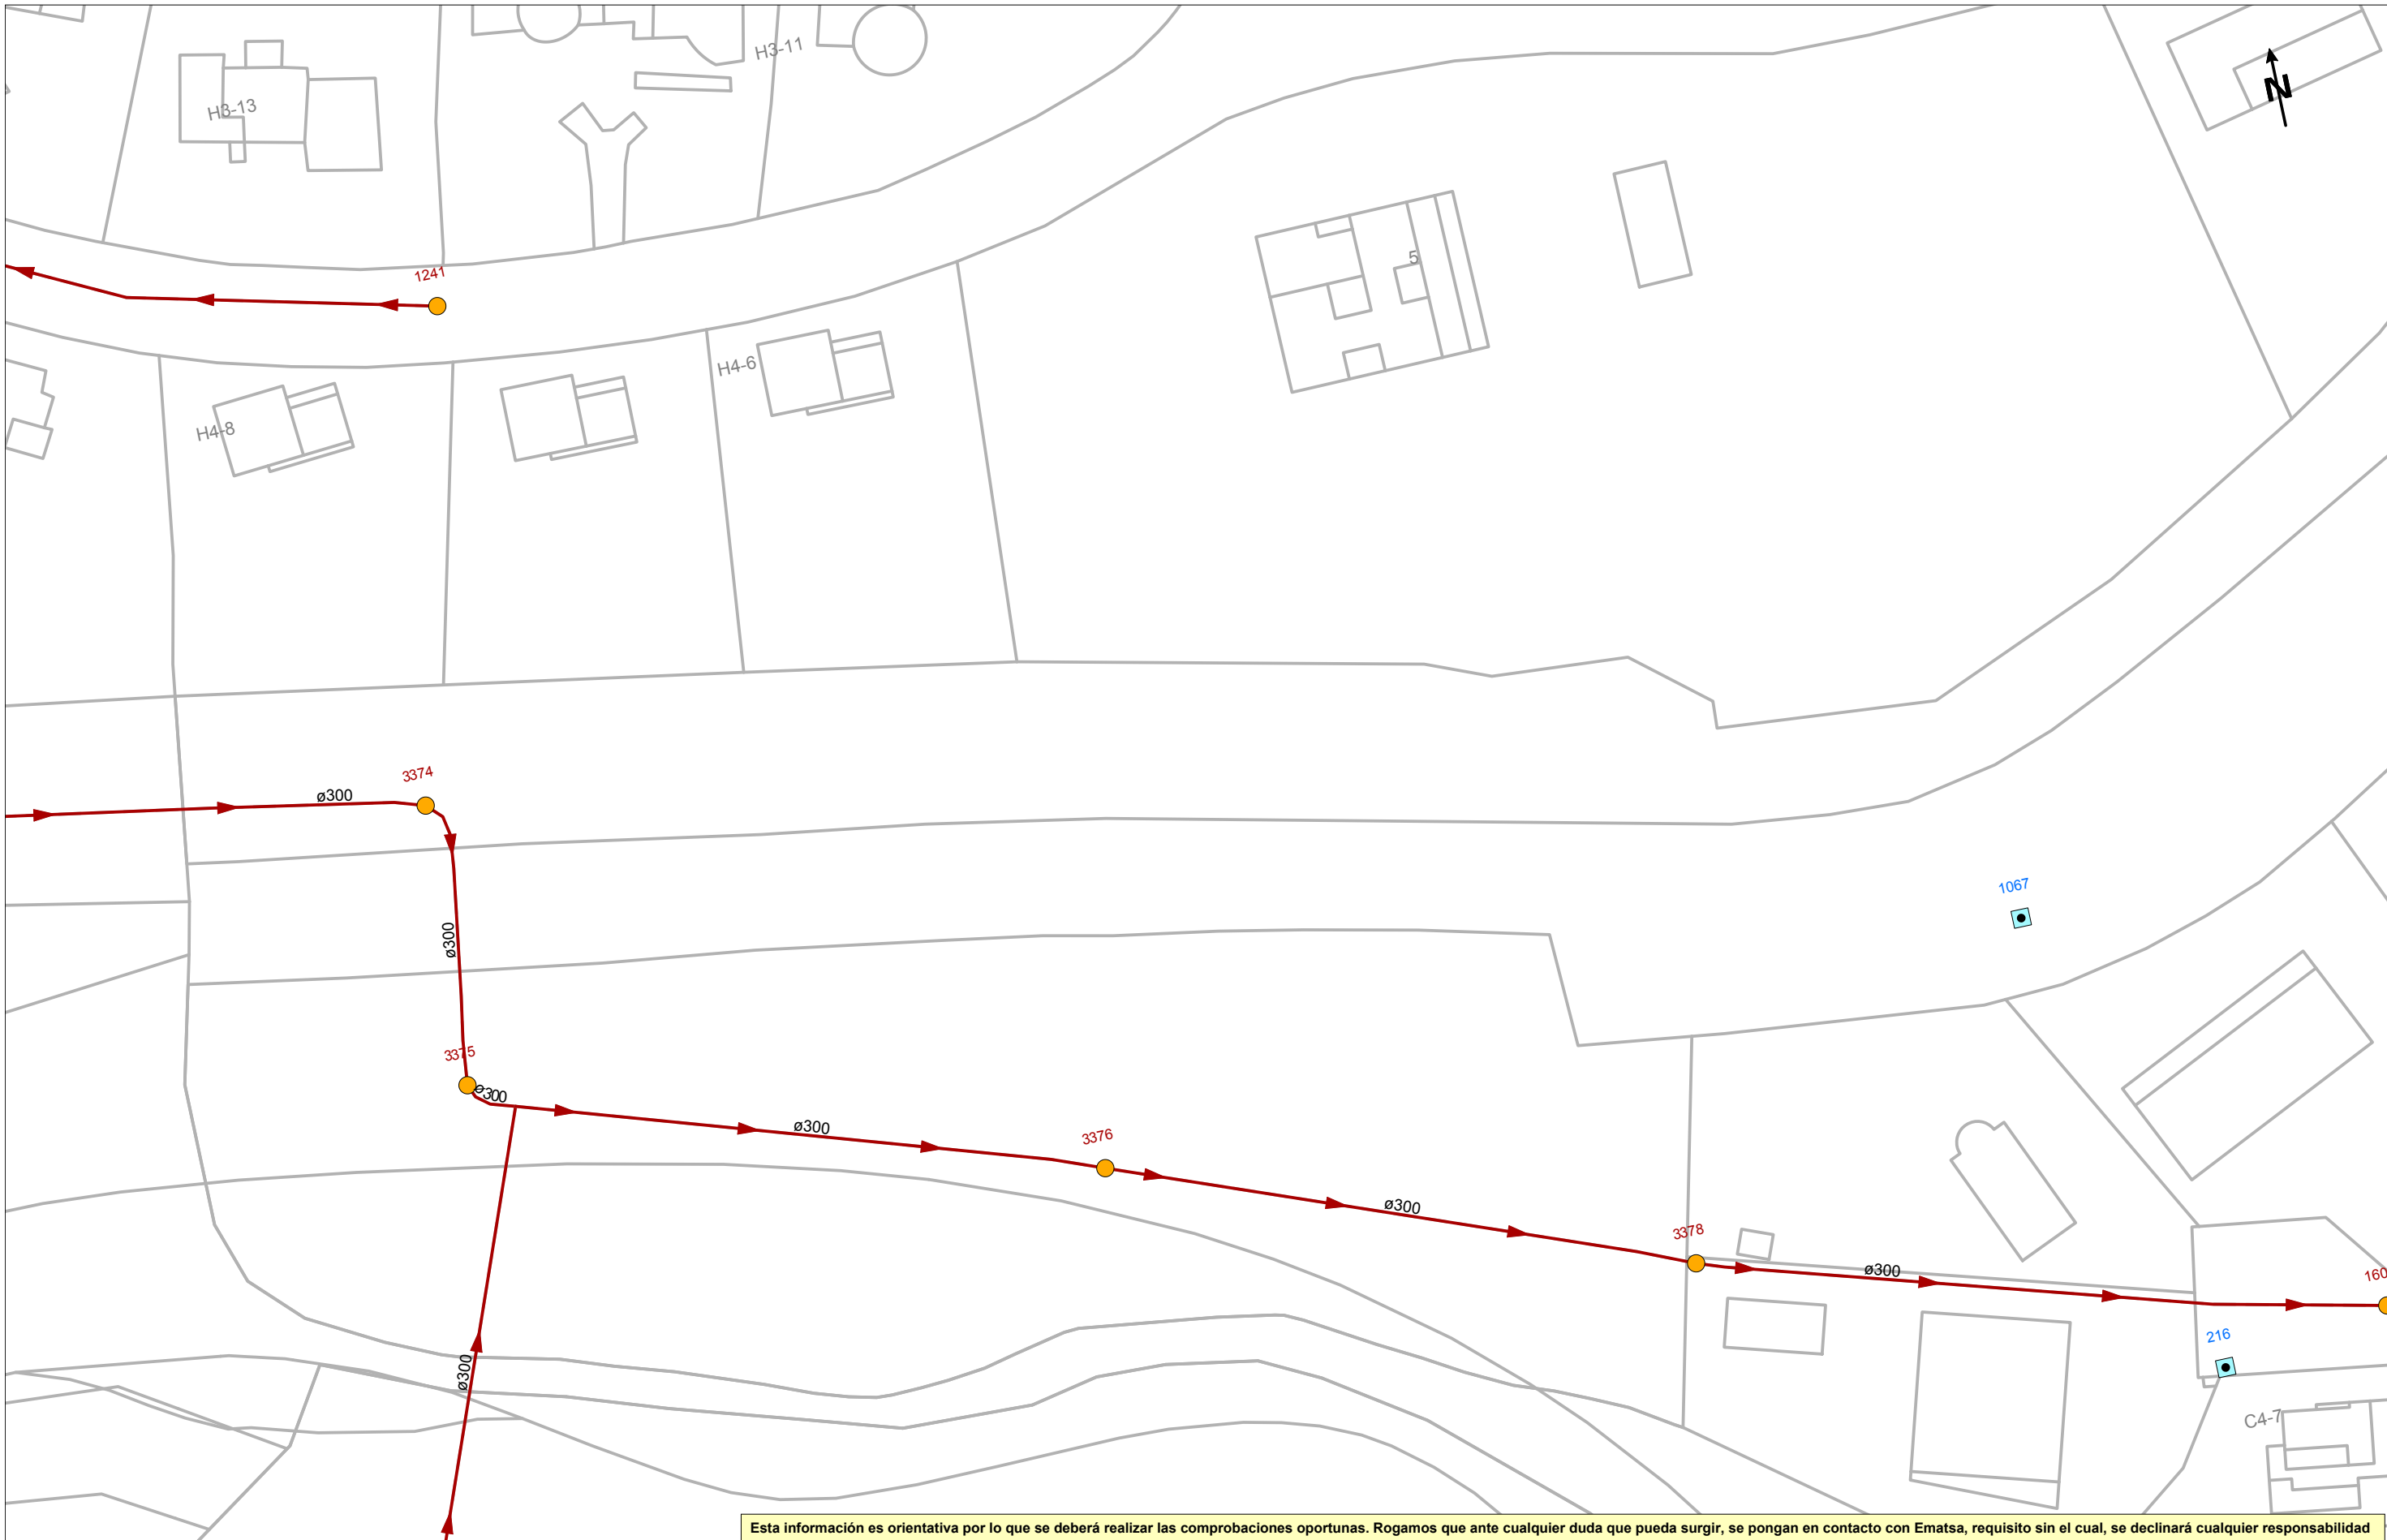 H3-11
H3-13
N
5
1241
H4-6
H4-8
3374
ø300
1067
ø300
3375
ø300
ø300
3376
ø300
3378
ø300
160
216
ø300
C4-7
Esta información es orientativa por lo que se deberá realizar las comprobaciones oportunas. Rogamos que ante cualquier duda que pueda surgir, se pongan en contacto con Ematsa, requisito sin el cual, se declinará cualquier responsabilidad